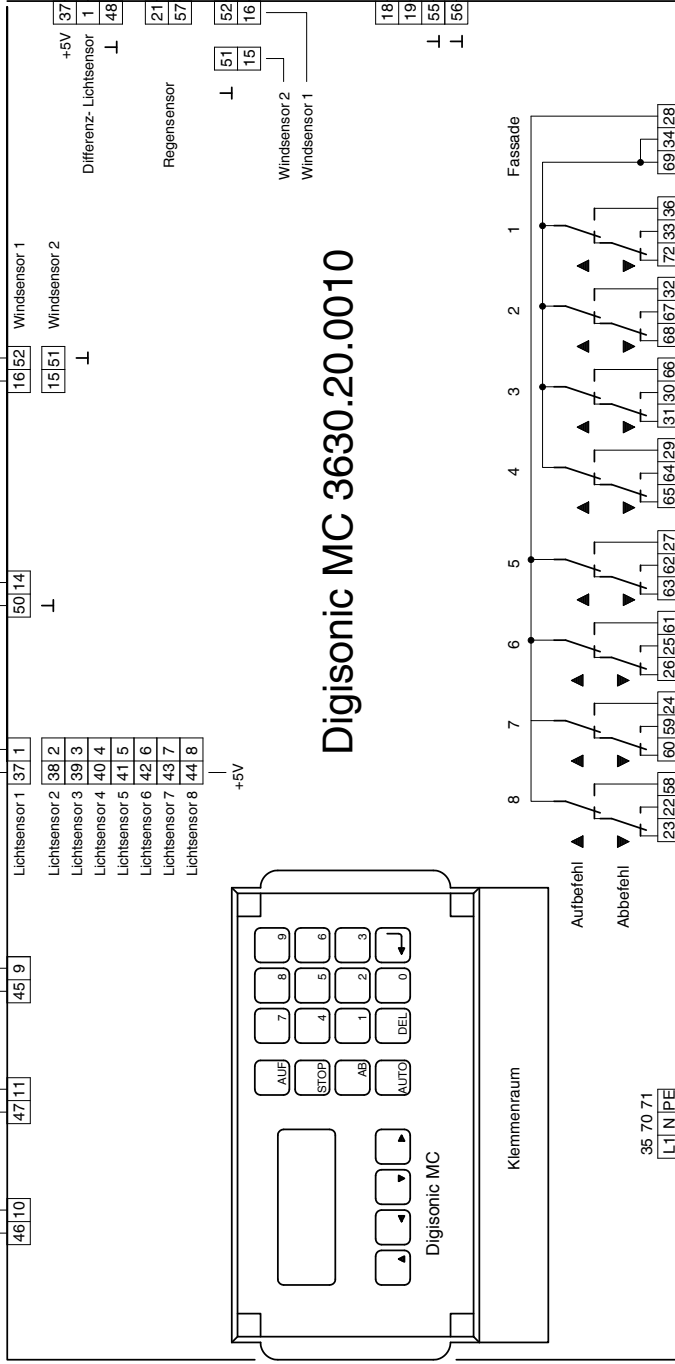 46 10
47 11
45 9
Lichtsensor 1 37 1
Lichtsensor 2 38 2
Lichtsensor 3 39 3
Lichtsensor 4 40 4
Lichtsensor 5 41 5
Lichtsensor 6 42 6
Lichtsensor 7 43 7
Lichtsensor 8 44 8
+5V
50 14
16 52 Windsensor 1
15 51 Windsensor 2
37
+5V
1
Differenz- Lichtsensor
48
21
57
Regensensor
52
16
51
15
Windsensor 2
Windsensor 1
18
19
55
56
Digisonic MC 3630.20.0010
AUF 7 8 9
STOP 4 5 6
AB 1 2 3
AUTO DEL 0
Digisonic MC
Klemmenraum
8 7 6 5 4 3 2 1 Fassade
Aufbefehl
Abbefehl
35 70 71
L1 N PE
23 22 58
60 59 24
26 25 61
63 62 27
65 64 29
31 30 66
68 67 32
72 33 36
69 34 28